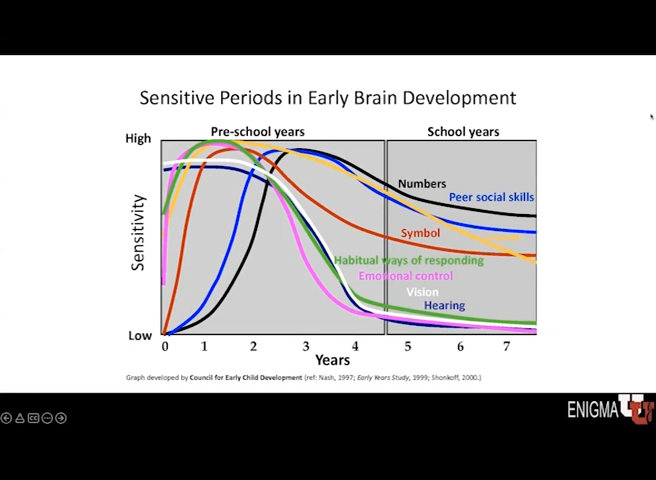 Sensitive Periods in Early Brain Development
Pre-school years
School years
High
Sensitivity
Low
Numbers
Peer social skills
Symbol
Habitual ways of responding
Emotional control
Vision
Hearing
0 1 2 3 4 5 6 7
Years
Graph developed by Council for Early Child Development (ref: Nash, 1997; Early Years Study, 1999; Shonkoff, 2000.)
ENIGMA